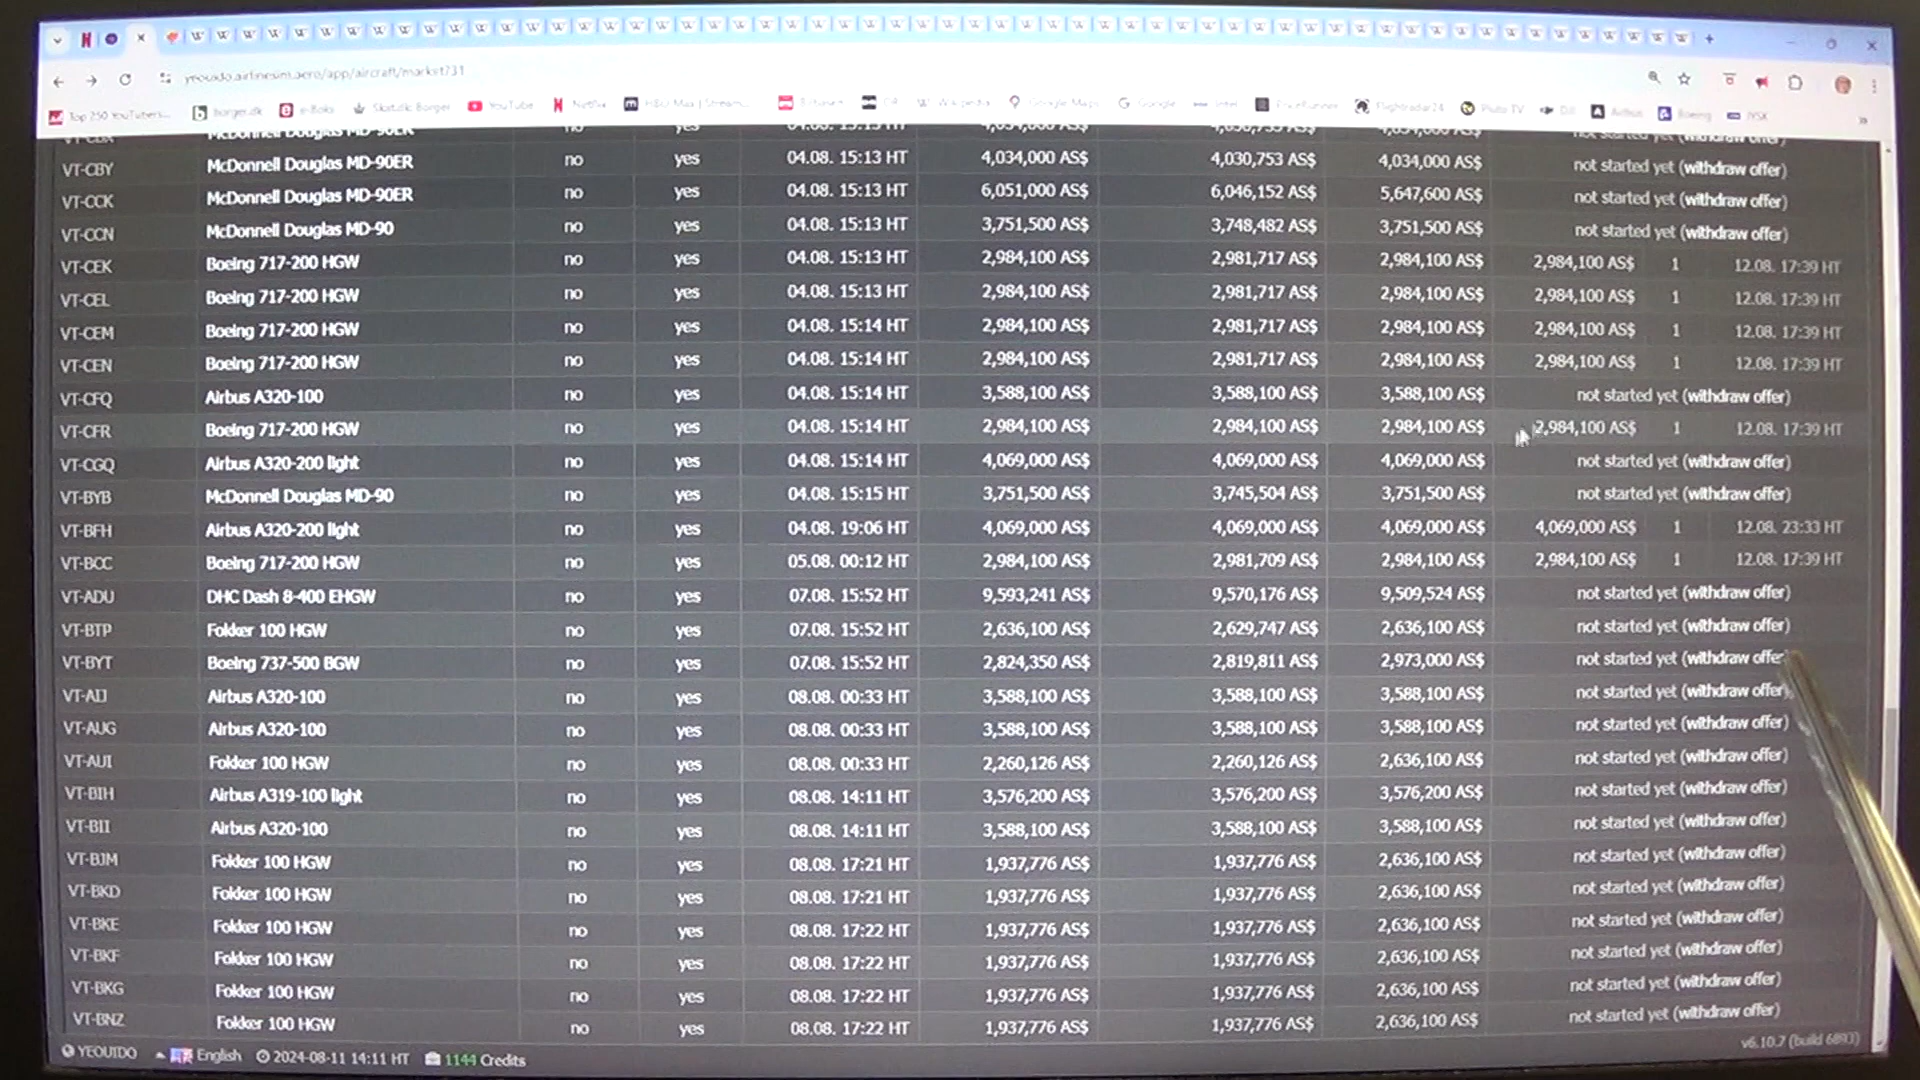 yeouido.airlinesim.aero/app/aircraft/market?31
Top 250 YouTubers... borger.dk e-Boks Skat.dk: Borger YouTube Netflix HBO Max | Stream... DR Wikipedia Google Maps Google PriceRunner Flightradar24 Pluto TV DJI Airbus Boeing JYSK
VT-CBY McDonnell Douglas MD-90ER no yes 04.08. 15:13 HT 4,034,000 AS$ 4,030,753 AS$ 4,034,000 AS$ not started yet (withdraw offer)
VT-CCK McDonnell Douglas MD-90ER no yes 04.08. 15:13 HT 6,051,000 AS$ 6,046,152 AS$ 5,647,600 AS$ not started yet (withdraw offer)
VT-CCN McDonnell Douglas MD-90 no yes 04.08. 15:13 HT 3,751,500 AS$ 3,748,482 AS$ 3,751,500 AS$ not started yet (withdraw offer)
VT-CEK Boeing 717-200 HGW no yes 04.08. 15:13 HT 2,984,100 AS$ 2,981,717 AS$ 2,984,100 AS$ 2,984,100 AS$ 1 12.08. 17:39 HT
VT-CEL Boeing 717-200 HGW no yes 04.08. 15:13 HT 2,984,100 AS$ 2,981,717 AS$ 2,984,100 AS$ 2,984,100 AS$ 1 12.08. 17:39 HT
VT-CEM Boeing 717-200 HGW no yes 04.08. 15:14 HT 2,984,100 AS$ 2,981,717 AS$ 2,984,100 AS$ 2,984,100 AS$ 1 12.08. 17:39 HT
VT-CEN Boeing 717-200 HGW no yes 04.08. 15:14 HT 2,984,100 AS$ 2,981,717 AS$ 2,984,100 AS$ 2,984,100 AS$ 1 12.08. 17:39 HT
VT-CFQ Airbus A320-100 no yes 04.08. 15:14 HT 3,588,100 AS$ 3,588,100 AS$ 3,588,100 AS$ not started yet (withdraw offer)
VT-CFR Boeing 717-200 HGW no yes 04.08. 15:14 HT 2,984,100 AS$ 2,984,100 AS$ 2,984,100 AS$ 2,984,100 AS$ 1 12.08. 17:39 HT
VT-CGQ Airbus A320-200 light no yes 04.08. 15:14 HT 4,069,000 AS$ 4,069,000 AS$ 4,069,000 AS$ not started yet (withdraw offer)
VT-BYB McDonnell Douglas MD-90 no yes 04.08. 15:15 HT 3,751,500 AS$ 3,745,504 AS$ 3,751,500 AS$ not started yet (withdraw offer)
VT-BFH Airbus A320-200 light no yes 04.08. 19:06 HT 4,069,000 AS$ 4,069,000 AS$ 4,069,000 AS$ 4,069,000 AS$ 1 12.08. 23:33 HT
VT-BCC Boeing 717-200 HGW no yes 05.08. 00:12 HT 2,984,100 AS$ 2,981,709 AS$ 2,984,100 AS$ 2,984,100 AS$ 1 12.08. 17:39 HT
VT-ADU DHC Dash 8-400 EHGW no yes 07.08. 15:52 HT 9,593,241 AS$ 9,570,176 AS$ 9,509,524 AS$ not started yet (withdraw offer)
VT-BTP Fokker 100 HGW no yes 07.08. 15:52 HT 2,636,100 AS$ 2,629,747 AS$ 2,636,100 AS$ not started yet (withdraw offer)
VT-BYT Boeing 737-500 BGW no yes 07.08. 15:52 HT 2,824,350 AS$ 2,819,811 AS$ 2,973,000 AS$ not started yet (withdraw offer)
VT-AIJ Airbus A320-100 no yes 08.08. 00:33 HT 3,588,100 AS$ 3,588,100 AS$ 3,588,100 AS$ not started yet (withdraw offer)
VT-AUG Airbus A320-100 no yes 08.08. 00:33 HT 3,588,100 AS$ 3,588,100 AS$ 3,588,100 AS$ not started yet (withdraw offer)
VT-AUI Fokker 100 HGW no yes 08.08. 00:33 HT 2,260,126 AS$ 2,260,126 AS$ 2,636,100 AS$ not started yet (withdraw offer)
VT-BIH Airbus A319-100 light no yes 08.08. 14:11 HT 3,576,200 AS$ 3,576,200 AS$ 3,576,200 AS$ not started yet (withdraw offer)
VT-BII Airbus A320-100 no yes 08.08. 14:11 HT 3,588,100 AS$ 3,588,100 AS$ 3,588,100 AS$ not started yet (withdraw offer)
VT-BJM Fokker 100 HGW no yes 08.08. 17:21 HT 1,937,776 AS$ 1,937,776 AS$ 2,636,100 AS$ not started yet (withdraw offer)
VT-BKD Fokker 100 HGW no yes 08.08. 17:21 HT 1,937,776 AS$ 1,937,776 AS$ 2,636,100 AS$ not started yet (withdraw offer)
VT-BKE Fokker 100 HGW no yes 08.08. 17:22 HT 1,937,776 AS$ 1,937,776 AS$ 2,636,100 AS$ not started yet (withdraw offer)
VT-BKF Fokker 100 HGW no yes 08.08. 17:22 HT 1,937,776 AS$ 1,937,776 AS$ 2,636,100 AS$ not started yet (withdraw offer)
VT-BKG Fokker 100 HGW no yes 08.08. 17:22 HT 1,937,776 AS$ 1,937,776 AS$ 2,636,100 AS$ not started yet (withdraw offer)
VT-BNZ Fokker 100 HGW no yes 08.08. 17:22 HT 1,937,776 AS$ 1,937,776 AS$ 2,636,100 AS$ not started yet (withdraw offer)
YEOUIDO English 2024-08-11 14:11 HT 1144 Credits v6.10.7 (build 6893)